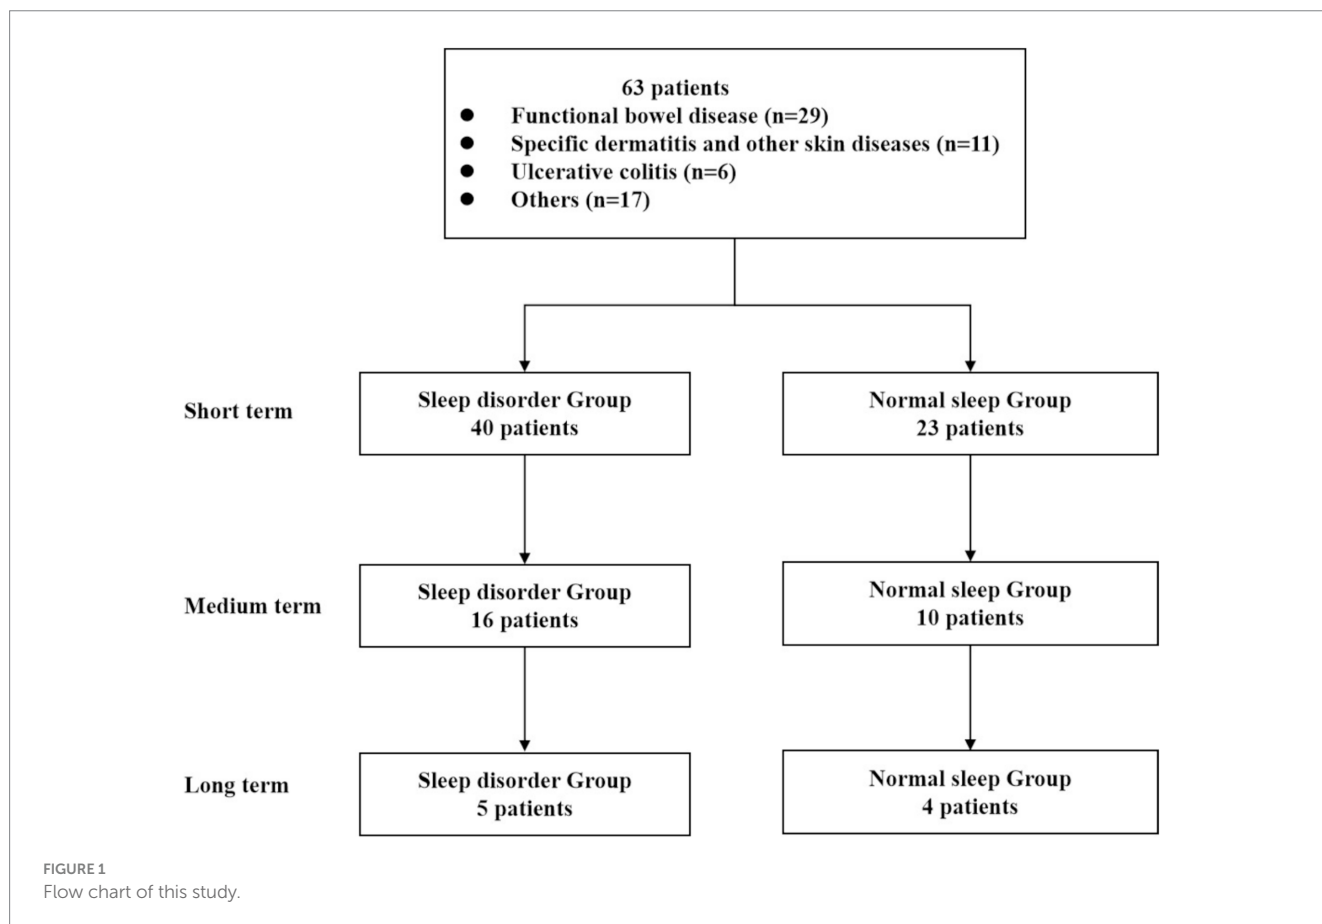 63 patients
● Functional bowel disease (n=29)
● Specific dermatitis and other skin diseases (n=11)
● Ulcerative colitis (n=6)
● Others (n=17)
Short term
Sleep disorder Group
40 patients
Normal sleep Group
23 patients
Medium term
Sleep disorder Group
16 patients
Normal sleep Group
10 patients
Long term
Sleep disorder Group
5 patients
Normal sleep Group
4 patients
FIGURE 1
Flow chart of this study.